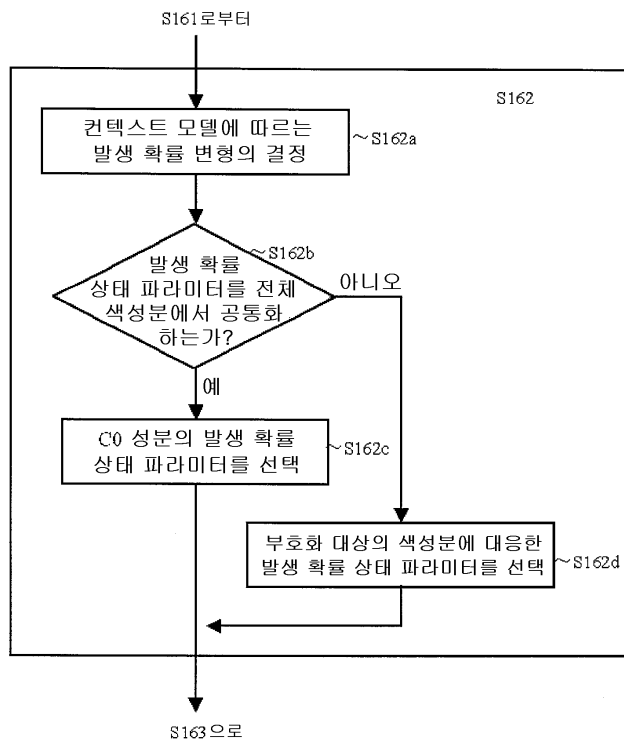 S161로부터
S162
컨텍스트 모델에 따르는
발생 확률 변형의 결정
~S162a
~S162b
발생 확률
상태 파라미터를 전체
색성분에서 공통화
하는가?
아니오
예
C0 성분의 발생 확률
상태 파라미터를 선택
~S162c
부호화 대상의 색성분에 대응한
발생 확률 상태 파라미터를 선택
~S162d
S163으로